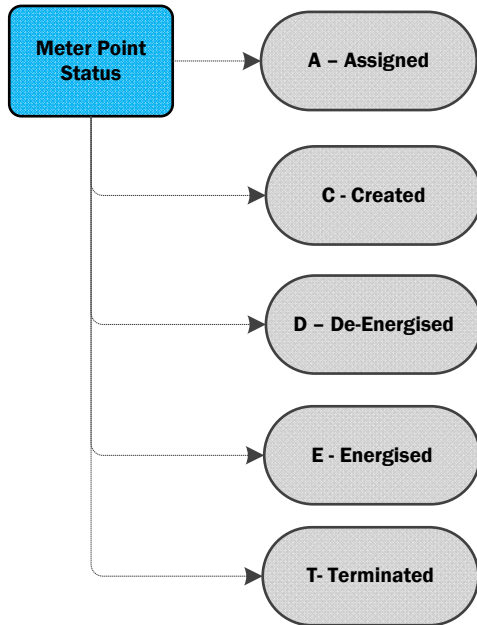 Meter Point
Status
A – Assigned
C - Created
D – De-Energised
E - Energised
T- Terminated